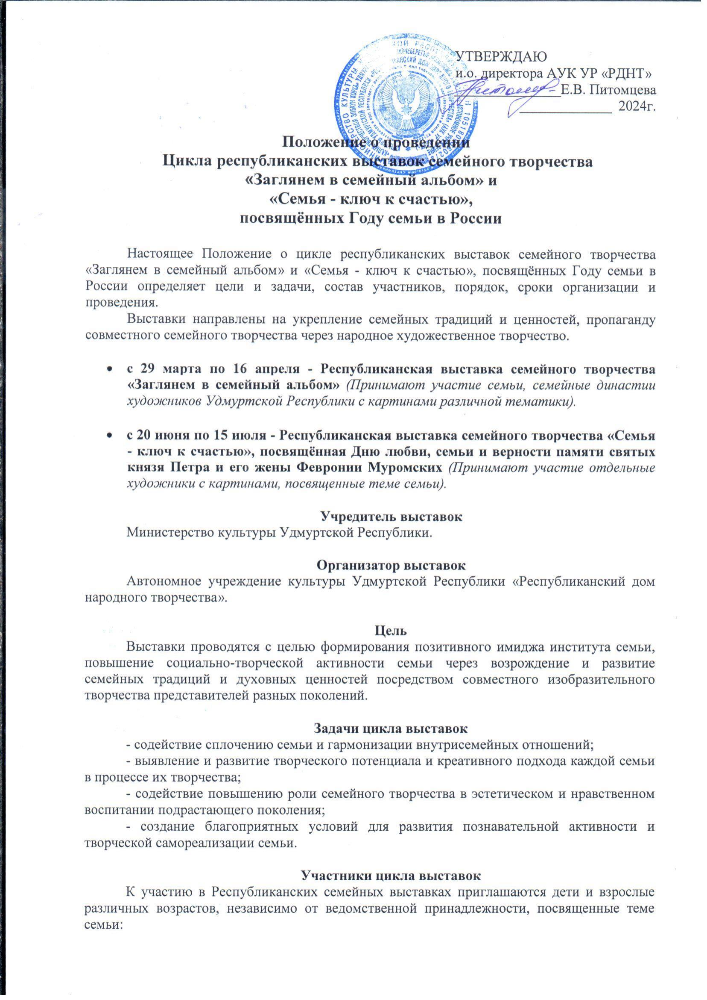 УТВЕРЖДАЮ
и.о. директора АУК УР «РДНТ»
Е.В. Питомцева
2024г.
Положение о проведении
Цикла республиканских выставок семейного творчества
«Заглянем в семейный альбом» и
«Семья - ключ к счастью»,
посвящённых Году семьи в России
Настоящее Положение о цикле республиканских выставок семейного творчества
«Заглянем в семейный альбом» и «Семья - ключ к счастью», посвящённых Году семьи в
России определяет цели и задачи, состав участников, порядок, сроки организации и
проведения.
Выставки направлены на укрепление семейных традиций и ценностей, пропаганду
совместного семейного творчества через народное художественное творчество.
• с 29 марта по 16 апреля - Республиканская выставка семейного творчества
«Заглянем в семейный альбом» (Принимают участие семьи, семейные династии
художников Удмуртской Республики с картинами различной тематики).
• с 20 июня по 15 июля - Республиканская выставка семейного творчества «Семья
- ключ к счастью», посвящённая Дню любви, семьи и верности памяти святых
князя Петра и его жены Февронии Муромских (Принимают участие отдельные
художники с картинами, посвященные теме семьи).
Учредитель выставок
Министерство культуры Удмуртской Республики.
Организатор выставок
Автономное учреждение культуры Удмуртской Республики «Республиканский дом
народного творчества».
Цель
Выставки проводятся с целью формирования позитивного имиджа института семьи,
повышение социально-творческой активности семьи через возрождение и развитие
семейных традиций и духовных ценностей посредством совместного изобразительного
творчества представителей разных поколений.
Задачи цикла выставок
- содействие сплочению семьи и гармонизации внутрисемейных отношений;
- выявление и развитие творческого потенциала и креативного подхода каждой семьи
в процессе их творчества;
- содействие повышению роли семейного творчества в эстетическом и нравственном
воспитании подрастающего поколения;
- создание благоприятных условий для развития познавательной активности и
творческой самореализации семьи.
Участники цикла выставок
К участию в Республиканских семейных выставках приглашаются дети и взрослые
различных возрастов, независимо от ведомственной принадлежности, посвященные теме
семьи: